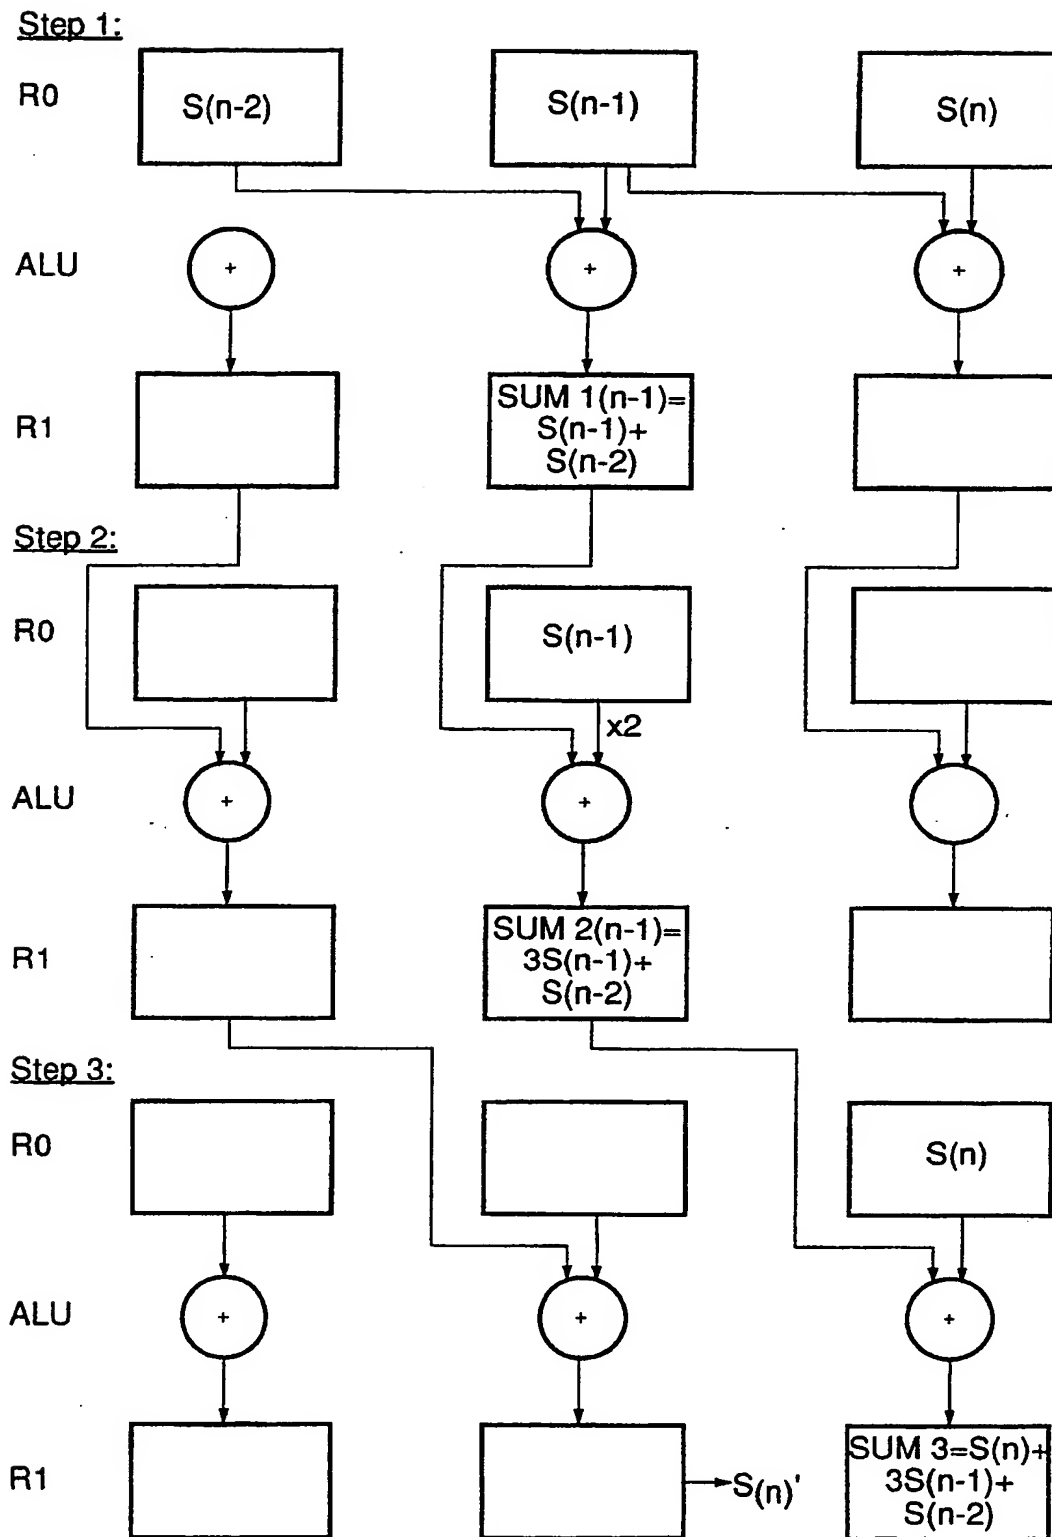 Step 1:
R0
S(n-2)
S(n-1)
S(n)
ALU
+
+
+
R1
SUM 1(n-1)=
S(n-1)+
S(n-2)
Step 2:
R0
S(n-1)
x2
ALU
+
+
R1
SUM 2(n-1)=
3S(n-1)+
S(n-2)
Step 3:
R0
S(n)
ALU
+
+
+
R1
S(n)'
SUM 3=S(n)+
3S(n-1)+
S(n-2)